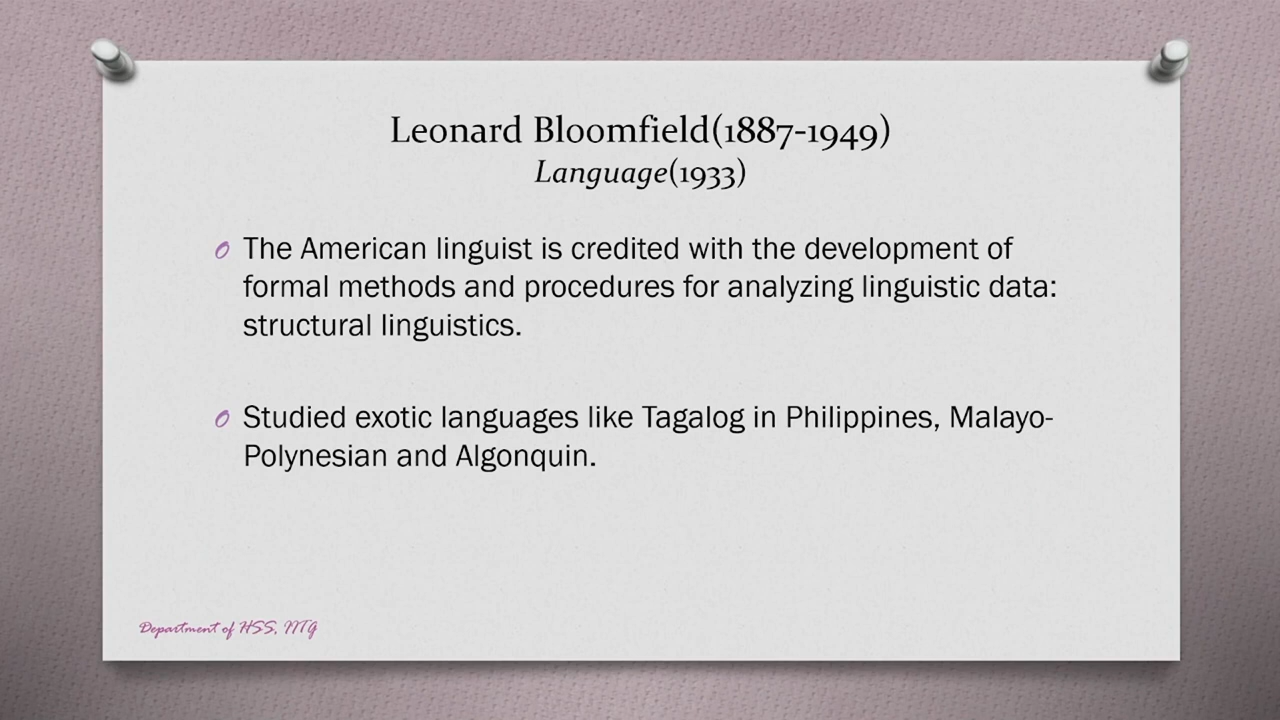 Leonard Bloomfield(1887-1949)
Language(1933)
The American linguist is credited with the development of
formal methods and procedures for analyzing linguistic data:
structural linguistics.
Studied exotic languages like Tagalog in Philippines, Malayo-
Polynesian and Algonquin.
Department of HSS, IITG